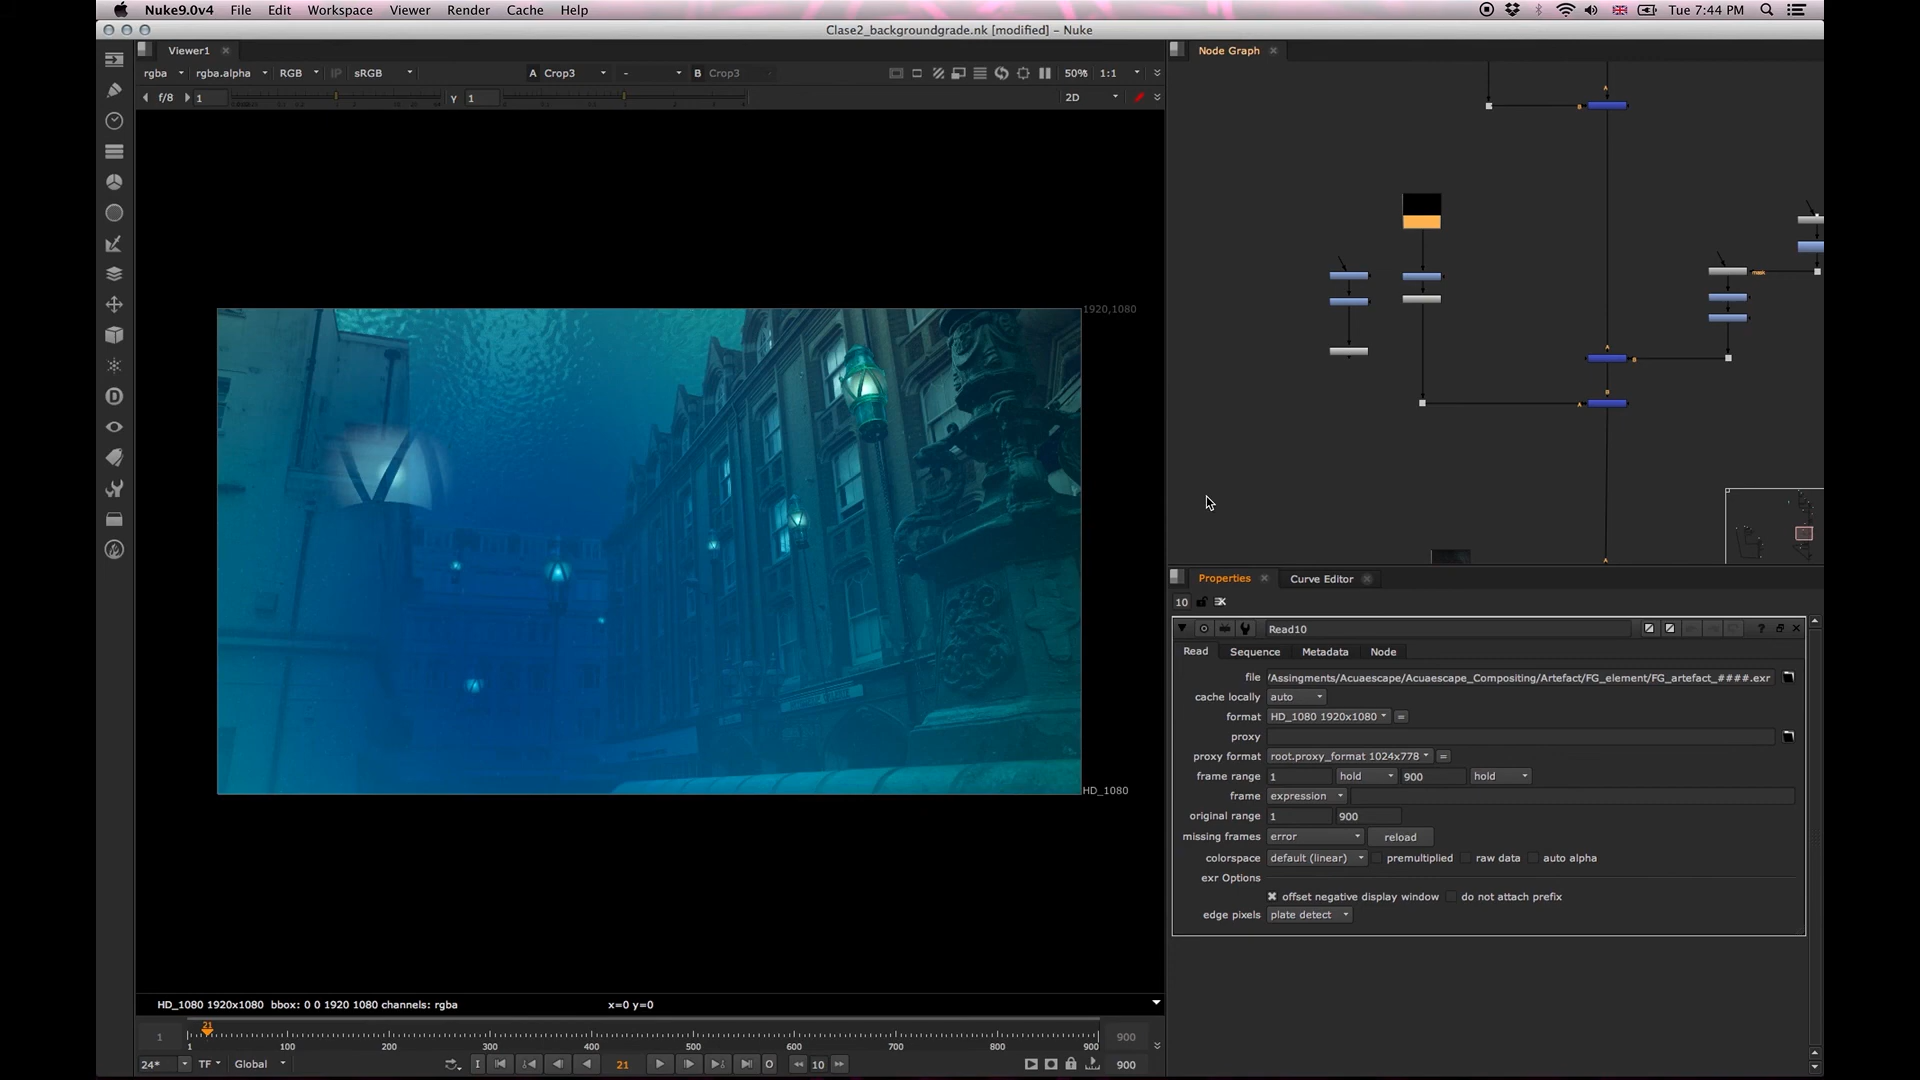 Nuke9.0v4 File Edit Workspace Viewer Render Cache Help Tue 7:44 PM
Clase2_backgroundgrade.nk [modified] – Nuke
Viewer1
Node Graph
rgba rgba.alpha RGB IP sRGB A Crop3 - B Crop3 50% 1:1
f/8 1 Y 1 2D
1920,1080
HD_1080
A
B
mask
A
B
B
A
A
HD_1080 1920x1080 bbox: 0 0 1920 1080 channels: rgba x=0 y=0
21
1 1 100 200 300 400 500 600 700 800 900 900
24* TF Global I 21 O 10 900
Properties Curve Editor
10
Read10 ?
Read Sequence Metadata Node
file /Assingments/Acuaescape/Acuaescape_Compositing/Artefact/FG_element/FG_artefact_####.exr
cache locally auto
format HD_1080 1920x1080 =
proxy
proxy format root.proxy_format 1024x778 =
frame range 1 hold 900 hold
frame expression
original range 1 900
missing frames error reload
colorspace default (linear) premultiplied raw data auto alpha
exr Options
offset negative display window do not attach prefix
edge pixels plate detect